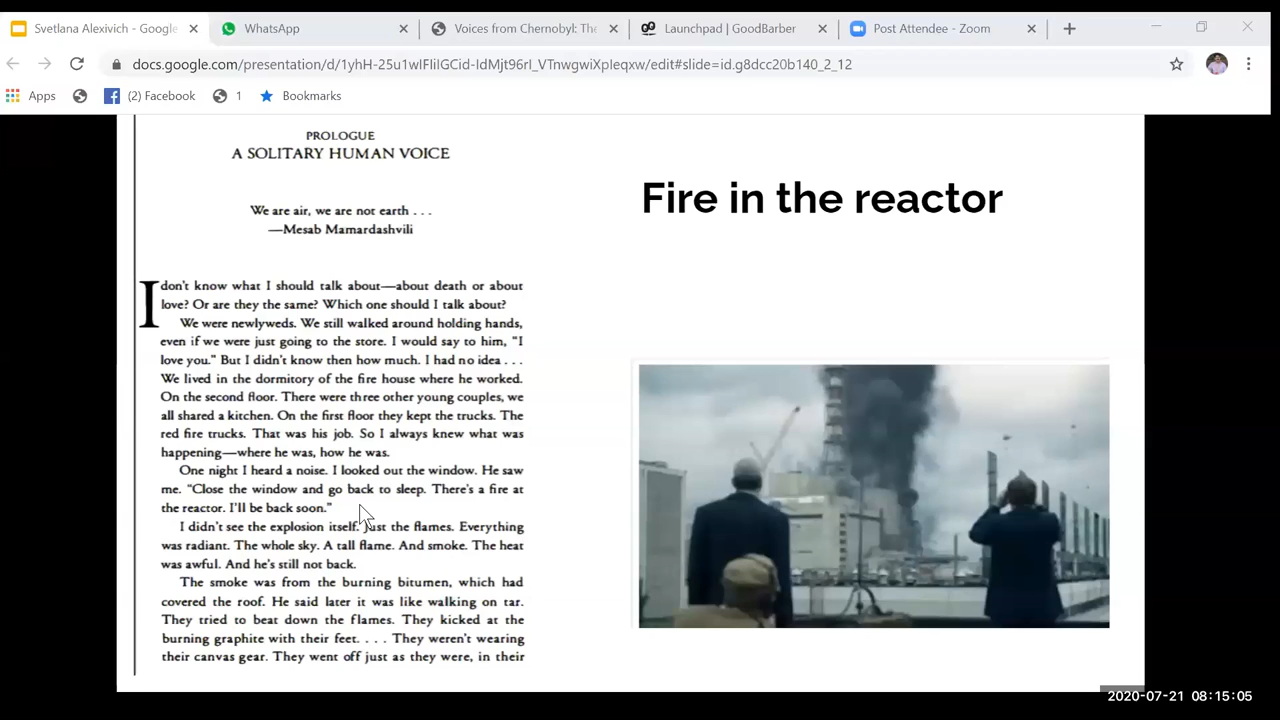 Svetlana Alexivich - Google
WhatsApp
Voices from Chernobyl: The
Launchpad | GoodBarber
Post Attendee - Zoom
docs.google.com/presentation/d/1yhH-25u1wIFIiIGCid-IdMjt96rI_VTnwgwiXpIeqxw/edit#slide=id.g8dcc20b140_2_12
Apps
(2) Facebook
1
Bookmarks
PROLOGUE
A SOLITARY HUMAN VOICE
We are air, we are not earth . . .
—Mesab Mamardashvili
I don't know what I should talk about—about death or about
love? Or are they the same? Which one should I talk about?
We were newlyweds. We still walked around holding hands,
even if we were just going to the store. I would say to him, "I
love you." But I didn't know then how much. I had no idea . . .
We lived in the dormitory of the fire house where he worked.
On the second floor. There were three other young couples, we
all shared a kitchen. On the first floor they kept the trucks. The
red fire trucks. That was his job. So I always knew what was
happening—where he was, how he was.
One night I heard a noise. I looked out the window. He saw
me. "Close the window and go back to sleep. There's a fire at
the reactor. I'll be back soon."
I didn't see the explosion itself. Just the flames. Everything
was radiant. The whole sky. A tall flame. And smoke. The heat
was awful. And he's still not back.
The smoke was from the burning bitumen, which had
covered the roof. He said later it was like walking on tar.
They tried to beat down the flames. They kicked at the
burning graphite with their feet. . . . They weren't wearing
their canvas gear. They went off just as they were, in their
Fire in the reactor
2020-07-21 08:15:05